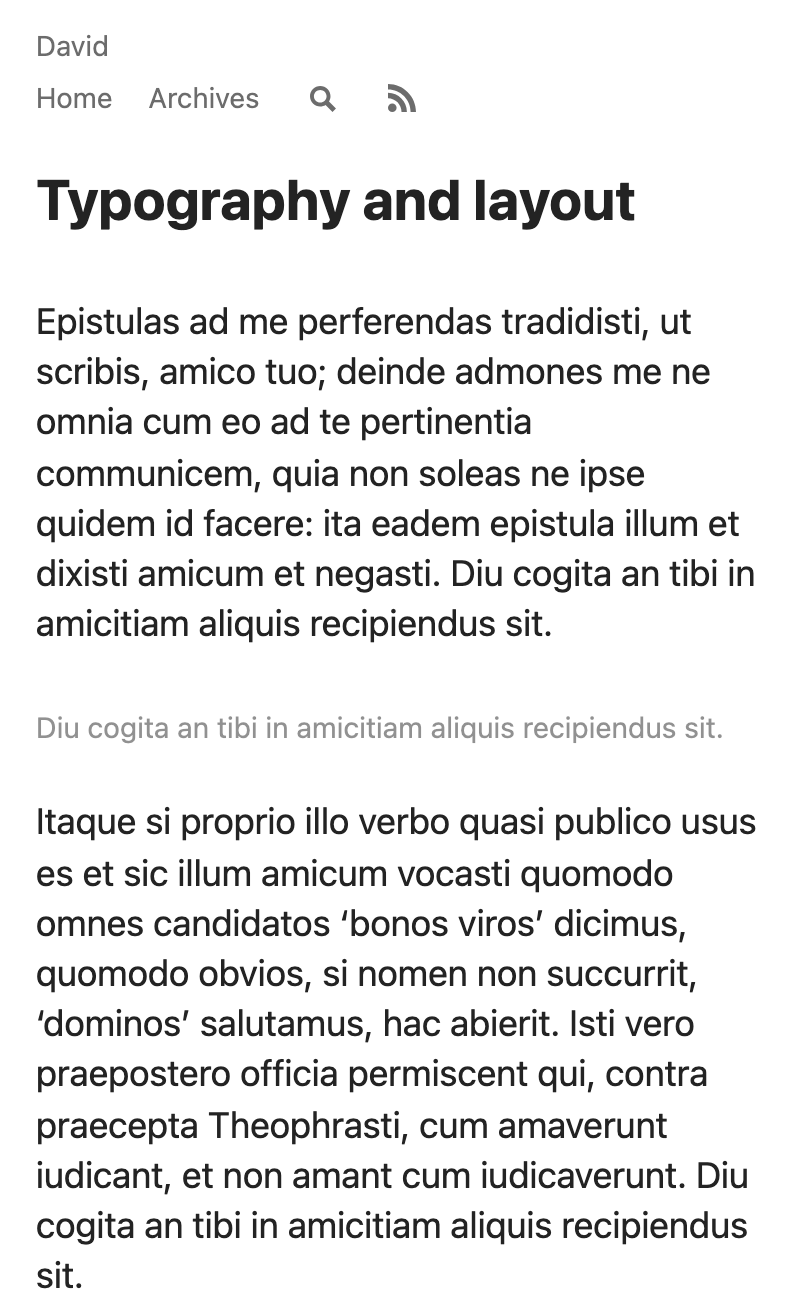 David
Home Archives
Typography and layout
Epistulas ad me perferendas tradidisti, ut
scribis, amico tuo; deinde admones me ne
omnia cum eo ad te pertinentia
communicem, quia non soleas ne ipse
quidem id facere: ita eadem epistula illum et
dixisti amicum et negasti. Diu cogita an tibi in
amicitiam aliquis recipiendus sit.
Diu cogita an tibi in amicitiam aliquis recipiendus sit.
Itaque si proprio illo verbo quasi publico usus
es et sic illum amicum vocasti quomodo
omnes candidatos ‘bonos viros’ dicimus,
quomodo obvios, si nomen non succurrit,
‘dominos’ salutamus, hac abierit. Isti vero
praepostero officia permiscent qui, contra
praecepta Theophrasti, cum amaverunt
iudicant, et non amant cum iudicaverunt. Diu
cogita an tibi in amicitiam aliquis recipiendus
sit.